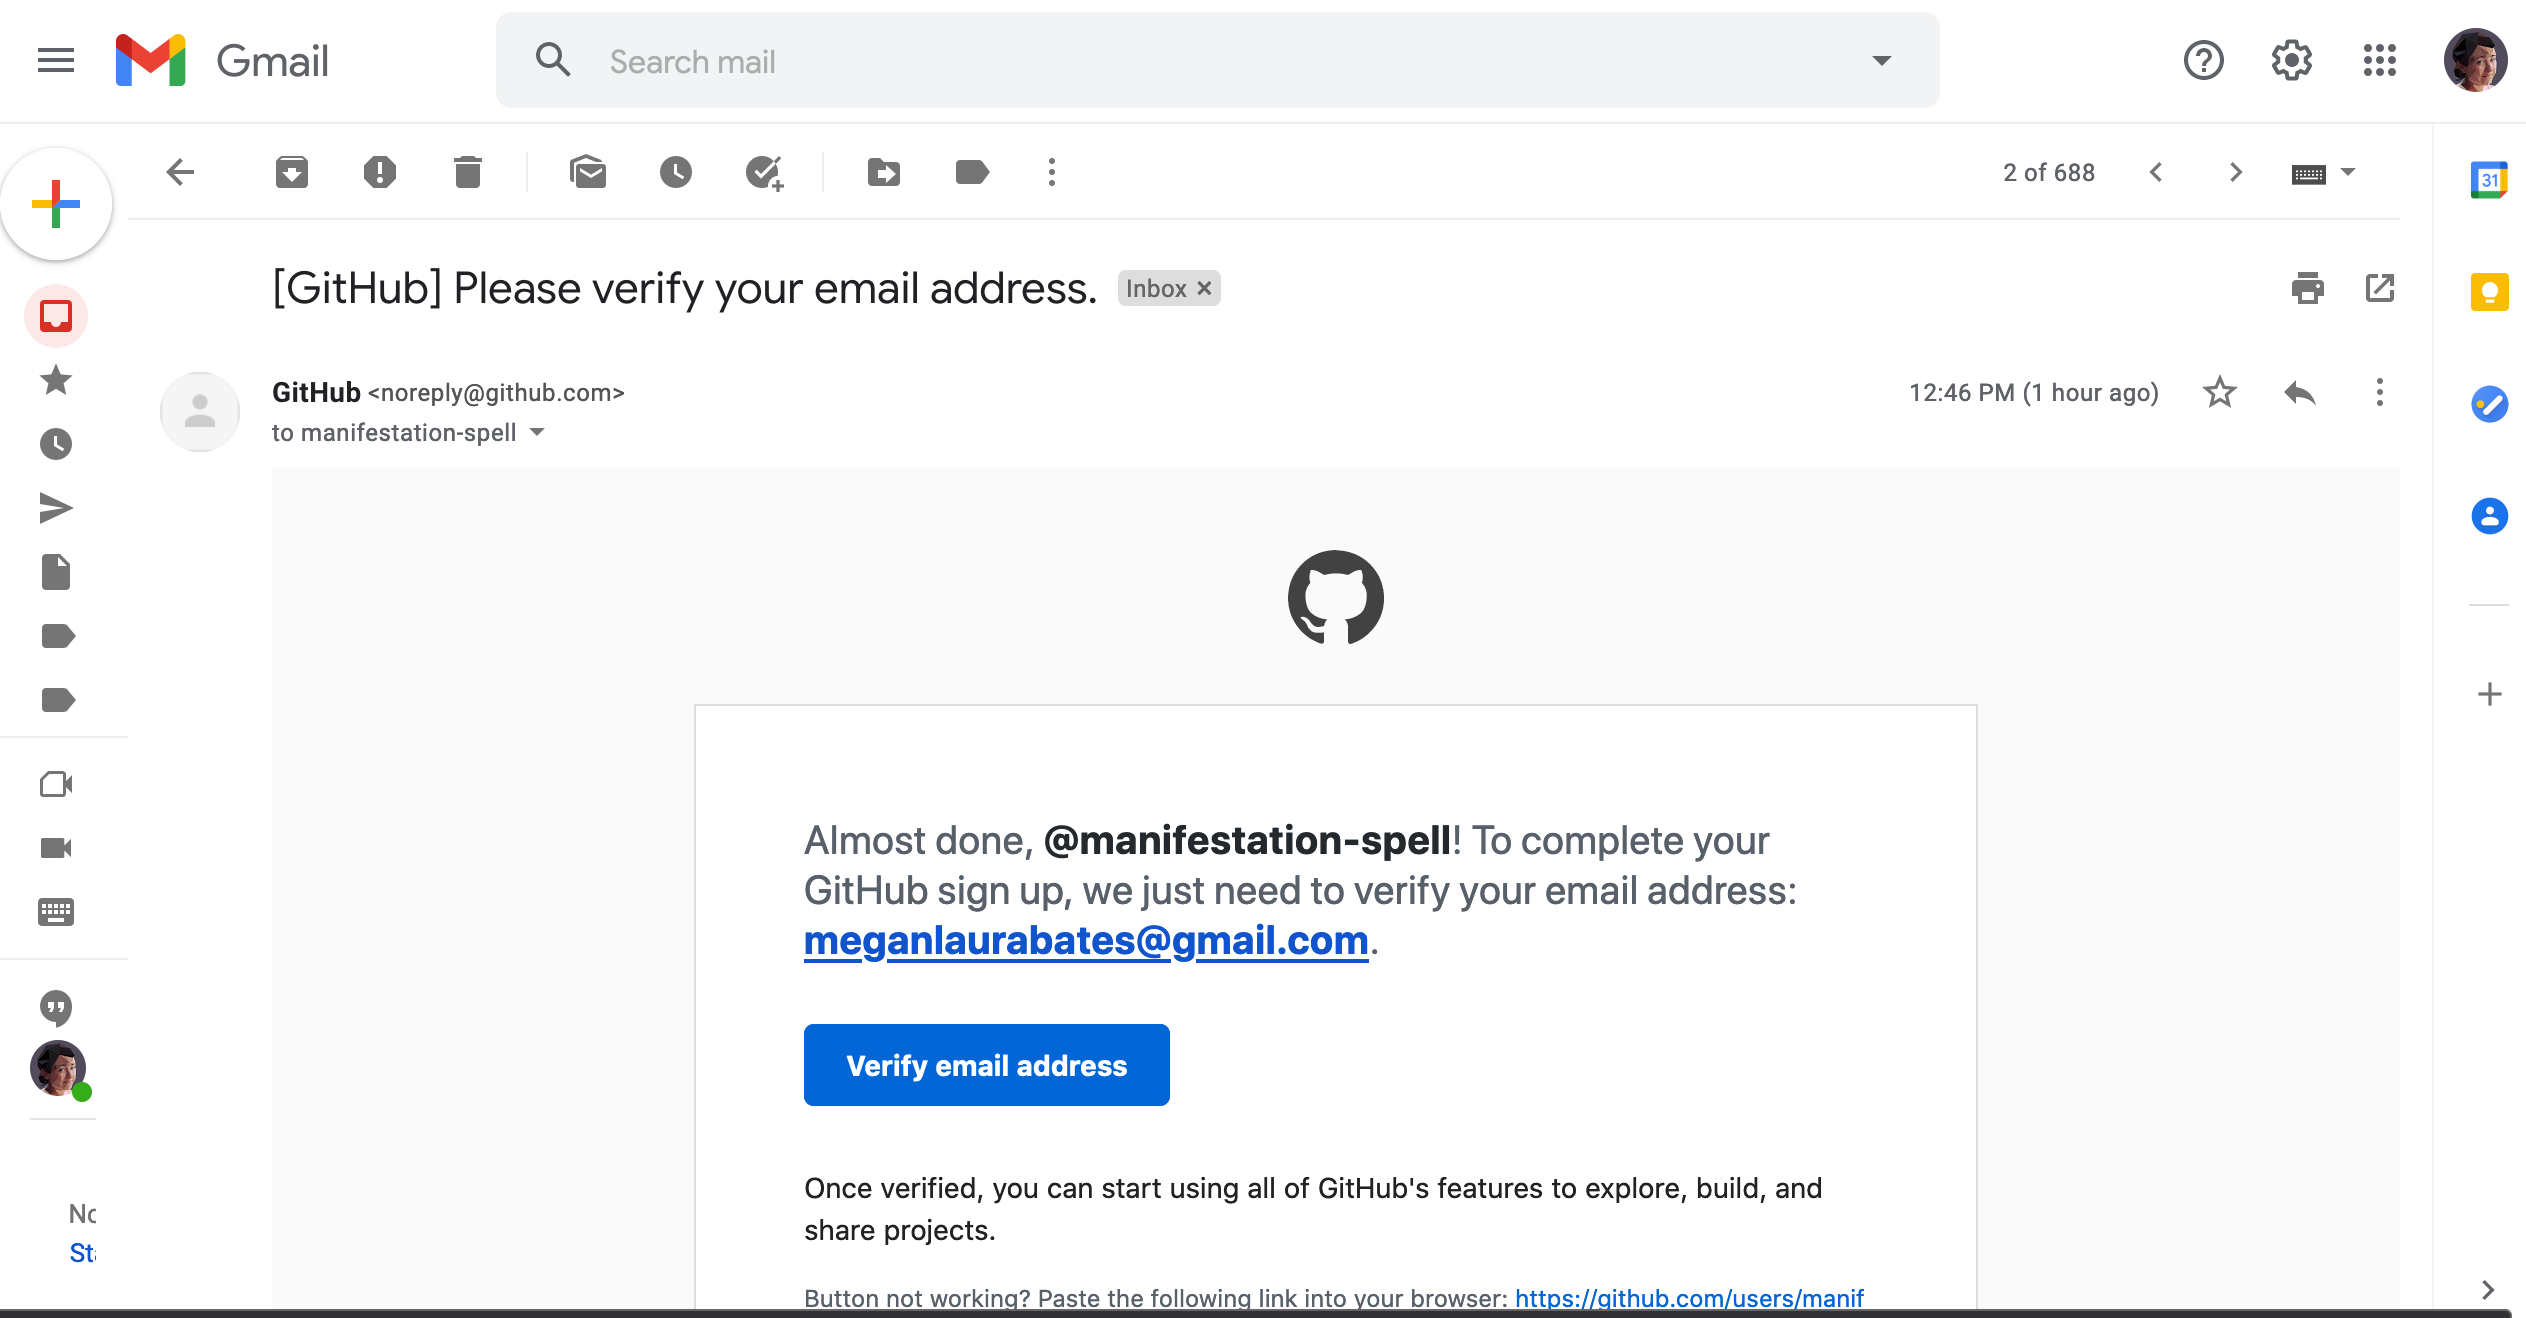 Gmail
Search mail
2 of 688
31
[GitHub] Please verify your email address. Inbox ×
GitHub <noreply@github.com>
12:46 PM (1 hour ago)
to manifestation-spell
Almost done, @manifestation-spell! To complete your
GitHub sign up, we just need to verify your email address:
meganlaurabates@gmail.com.
Verify email address
Once verified, you can start using all of GitHub's features to explore, build, and
share projects.
Button not working? Paste the following link into your browser: https://github.com/users/manif